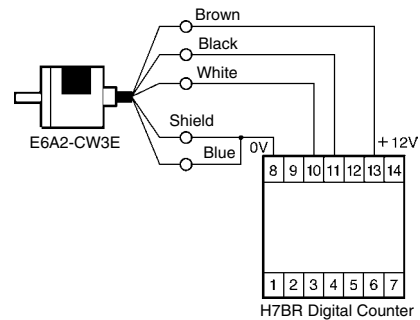 Brown
Black
White
Shield
E6A2-CW3E
Blue
0V
+12V
8 9 10 11 12 13 14
1 2 3 4 5 6 7
H7BR Digital Counter